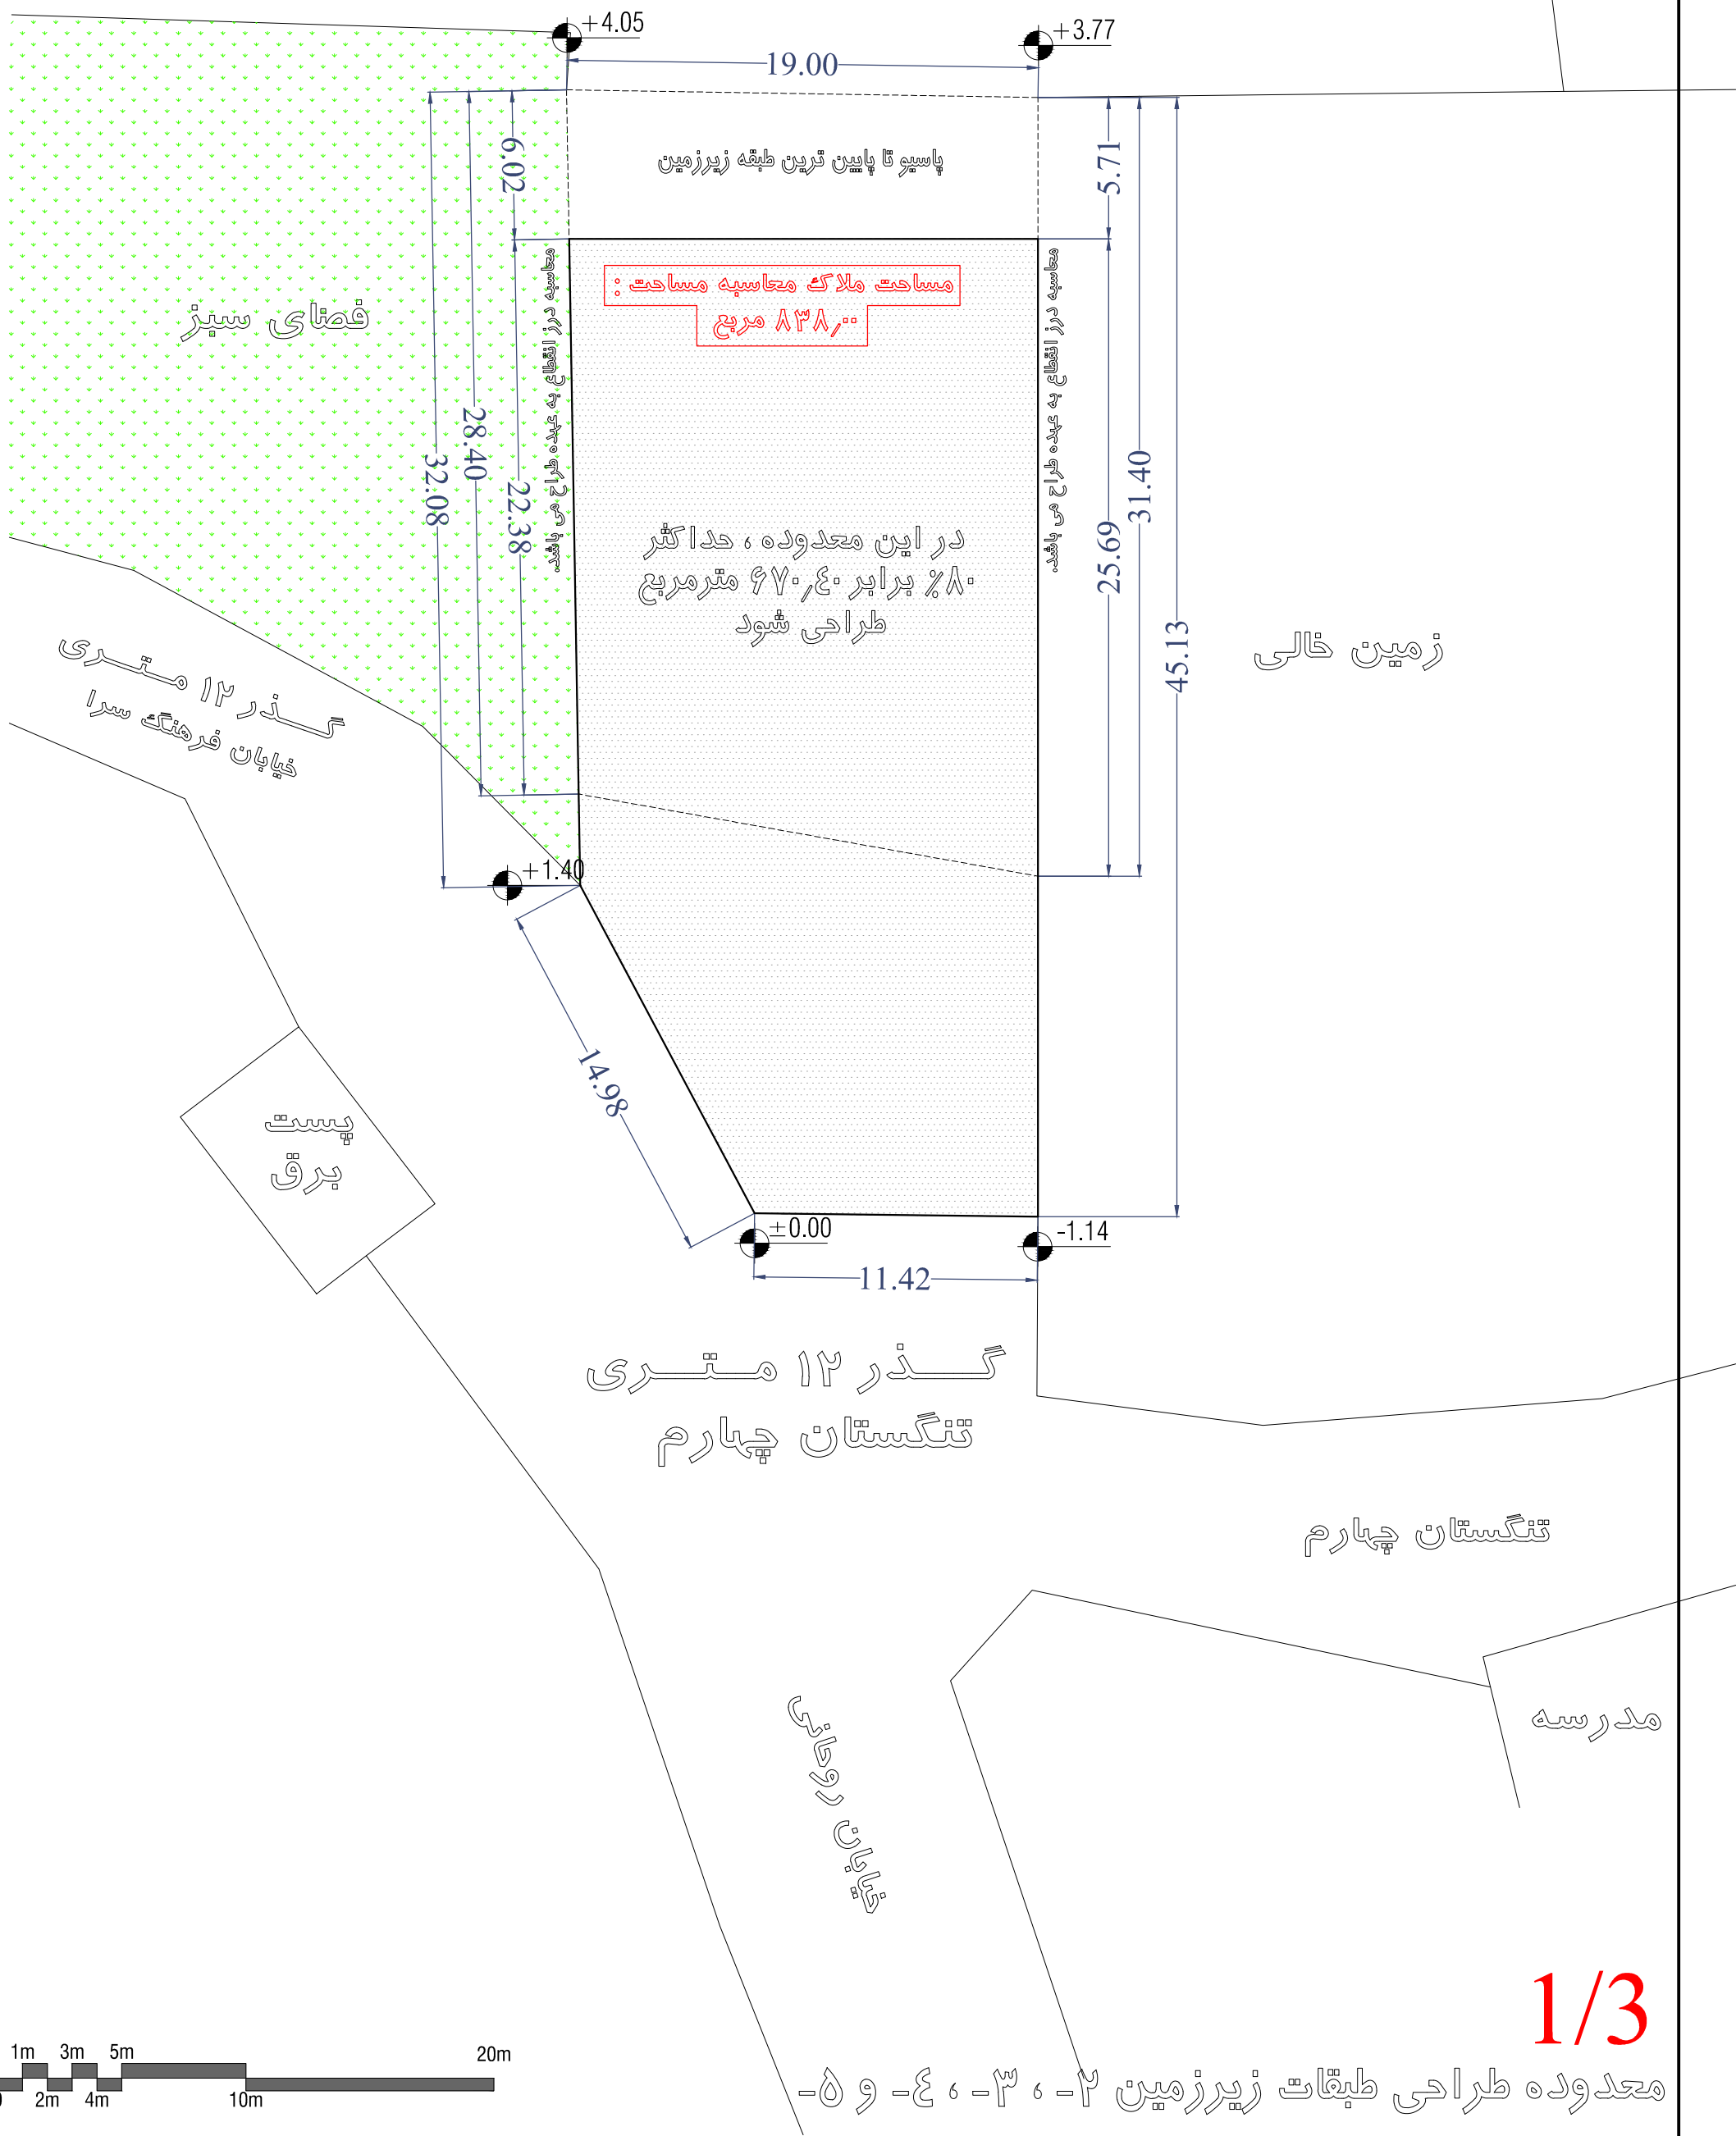 +4.05
+3.77
19.00
پاسیو تا پایین ترین طبقه زیرزمین
6.02
5.71
محاسبه درز انقطاع به عهده طراح می باشد.
محاسبه درز انقطاع به عهده طراح می باشد.
مساحت ملاک محاسبه مساحت :
۸۳۸٫۰۰ مربع
فضای سبز
28.40
32.08
22.38
31.40
25.69
45.13
در این محدوده ، حداکثر
۸۰٪ برابر ۶۷۰٫٤۰ مترمربع
طراحی شود
زمین خالی
گـــذر ۱۲ مـتــری
خیابان فرهنگ سرا
+1.40
14.98
پست
برق
±0.00
-1.14
11.42
گـــذر ۱۲ مـتــری
تنگستان چهارم
تنگستان چهارم
مدرسه
خیابان روحانی
1/3
محدوده طراحی طبقات زیرزمین ۲- ، ۳- ، ٤- و ۵-
1m 3m 5m 20m
0 2m 4m 10m